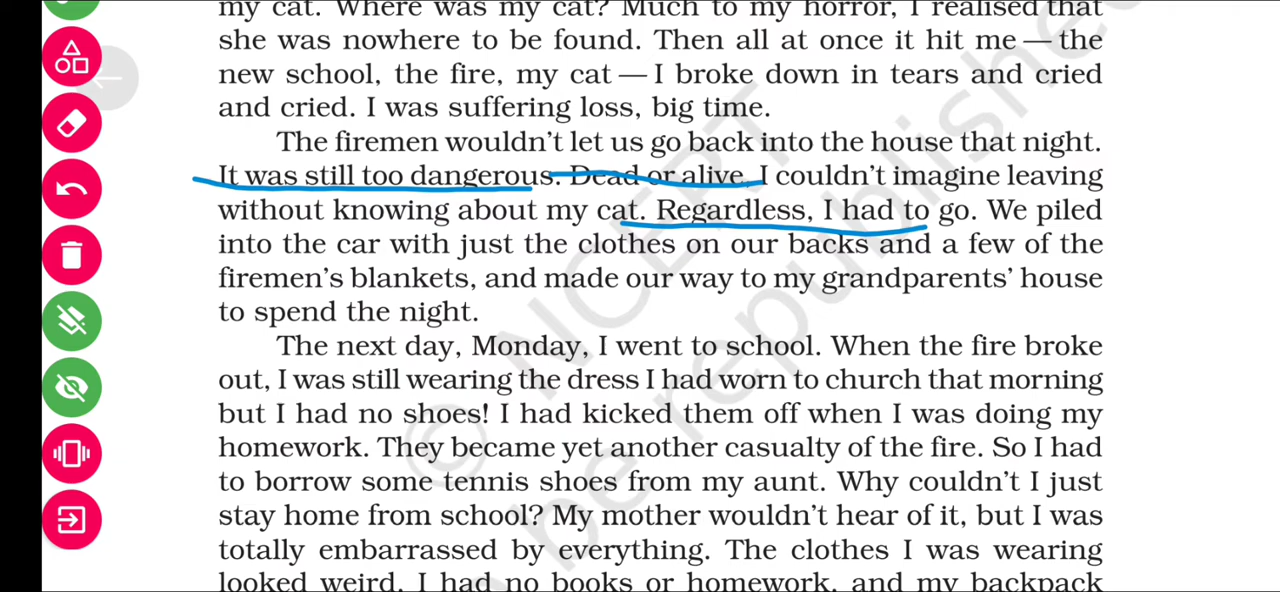 my cat. Where was my cat? Much to my horror, I realised that
she was nowhere to be found. Then all at once it hit me — the
new school, the fire, my cat — I broke down in tears and cried
and cried. I was suffering loss, big time.
The firemen wouldn't let us go back into the house that night.
It was still too dangerous. Dead or alive, I couldn't imagine leaving
without knowing about my cat. Regardless, I had to go. We piled
into the car with just the clothes on our backs and a few of the
firemen's blankets, and made our way to my grandparents' house
to spend the night.
The next day, Monday, I went to school. When the fire broke
out, I was still wearing the dress I had worn to church that morning
but I had no shoes! I had kicked them off when I was doing my
homework. They became yet another casualty of the fire. So I had
to borrow some tennis shoes from my aunt. Why couldn't I just
stay home from school? My mother wouldn't hear of it, but I was
totally embarrassed by everything. The clothes I was wearing
looked weird, I had no books or homework, and my backpack
© NCERT
be republished